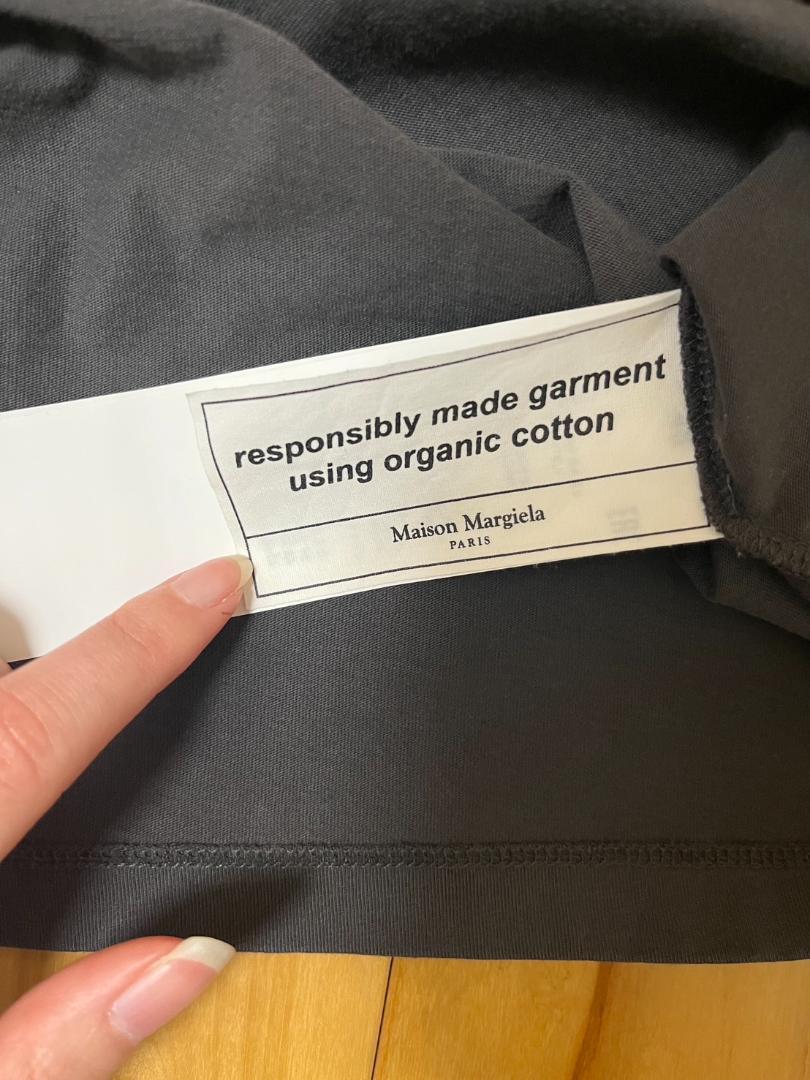 responsibly made garment
using organic cotton
Maison Margiela
PARIS